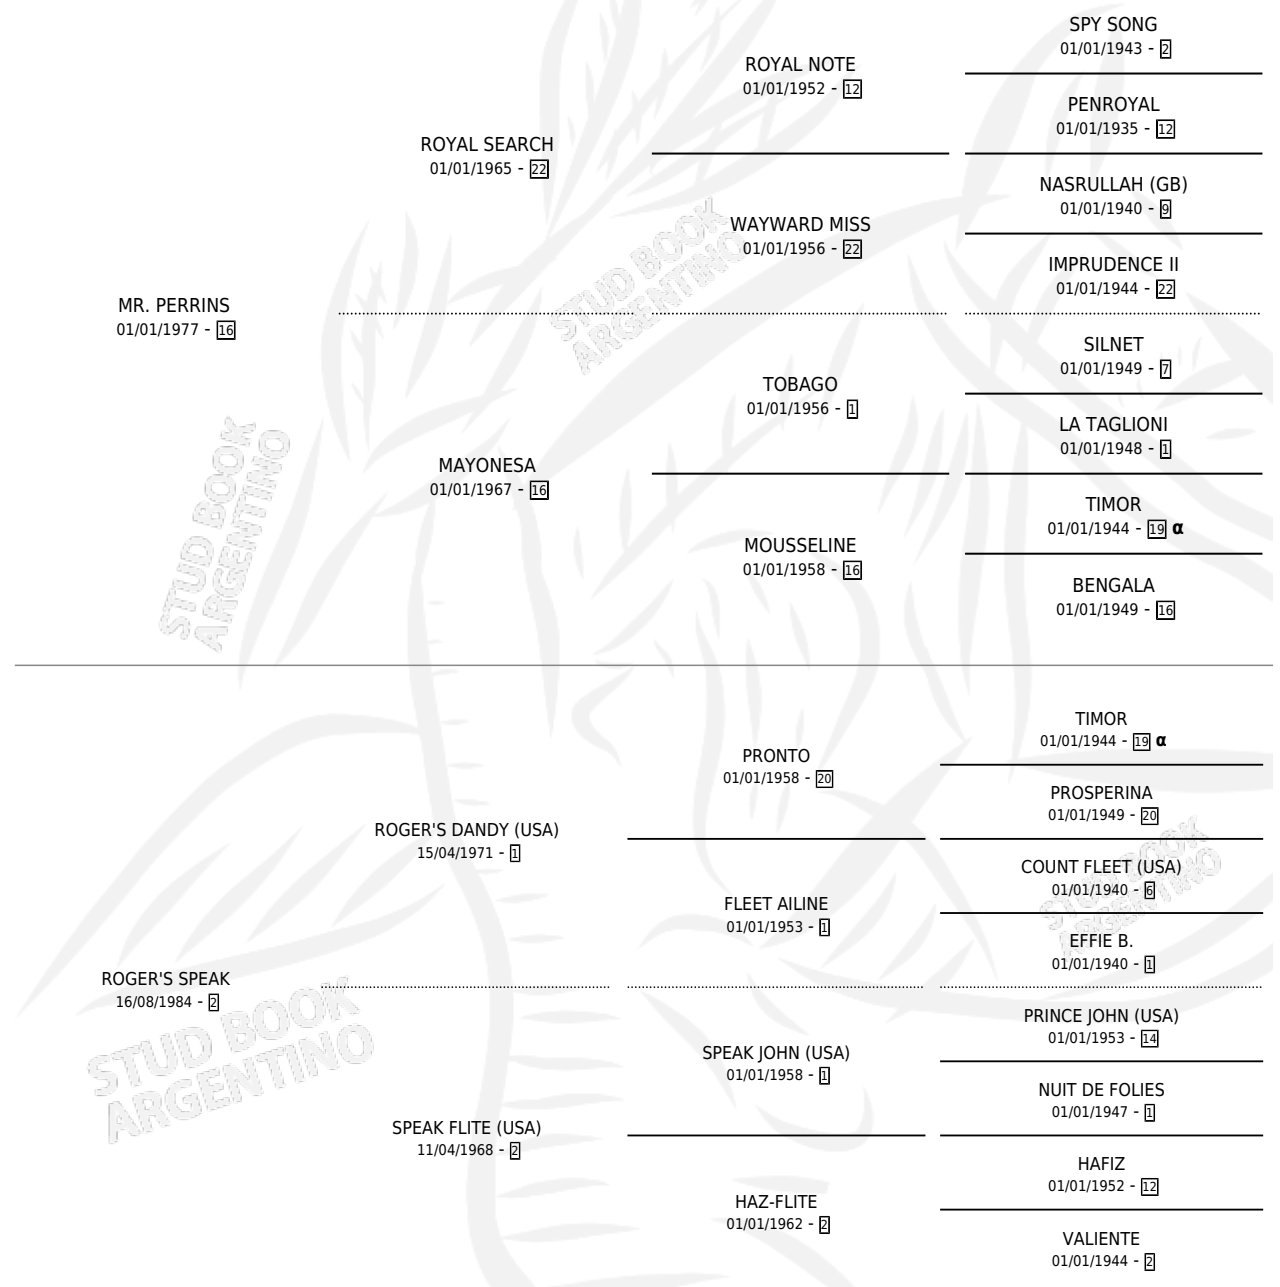 SPY SONG
01/01/1943 - 2
ROYAL NOTE
01/01/1952 - 12
PENROYAL
01/01/1935 - 12
ROYAL SEARCH
01/01/1965 - 22
NASRULLAH (GB)
01/01/1940 - 9
WAYWARD MISS
01/01/1956 - 22
IMPRUDENCE II
01/01/1944 - 22
MR. PERRINS
01/01/1977 - 16
SILNET
01/01/1949 - 7
TOBAGO
01/01/1956 - 1
LA TAGLIONI
01/01/1948 - 1
MAYONESA
01/01/1967 - 16
TIMOR
01/01/1944 - 19 α
MOUSSELINE
01/01/1958 - 16
BENGALA
01/01/1949 - 16
TIMOR
01/01/1944 - 19 α
PRONTO
01/01/1958 - 20
PROSPERINA
01/01/1949 - 20
ROGER'S DANDY (USA)
15/04/1971 - 1
COUNT FLEET (USA)
01/01/1940 - 6
FLEET AILINE
01/01/1953 - 1
EFFIE B.
01/01/1940 - 1
ROGER'S SPEAK
16/08/1984 - 2
PRINCE JOHN (USA)
01/01/1953 - 14
SPEAK JOHN (USA)
01/01/1958 - 1
NUIT DE FOLIES
01/01/1947 - 1
SPEAK FLITE (USA)
11/04/1968 - 2
HAFIZ
01/01/1952 - 12
HAZ-FLITE
01/01/1962 - 2
VALIENTE
01/01/1944 - 2
STUD BOOK
ARGENTINO
STUD BOOK
ARGENTINO
STUD BOOK
ARGENTINO
STUD BOOK
ARGENTINO